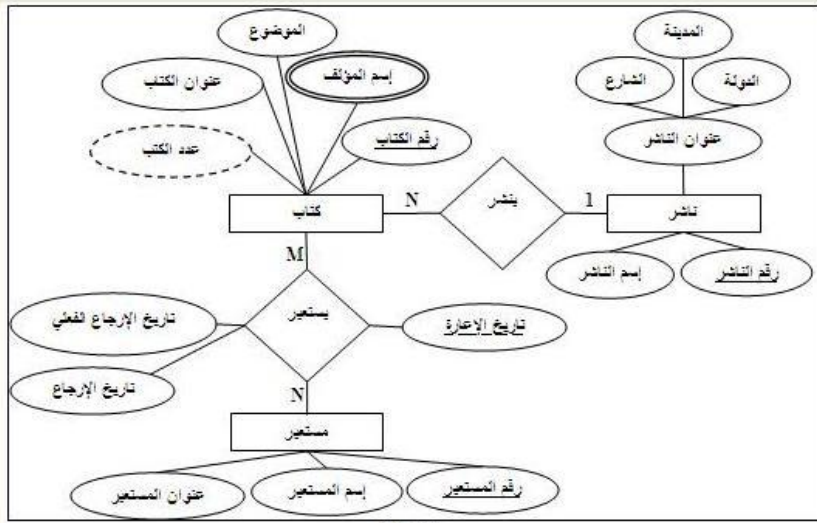 الموضوع
المدينة
إسم المؤلف
عنوان الكتاب
الدولة
الشارع
رقم الكتاب
عنوان الناشر
عدد الكتب
كتاب
N
ينشر
1
ناشر
M
إسم الناشر
رقم الناشر
تاريخ الإرجاع الفعلي
يستعير
تاريخ الإعارة
تاريخ الإرجاع
N
مستعير
عنوان المستعير
إسم المستعير
رقم المستعير